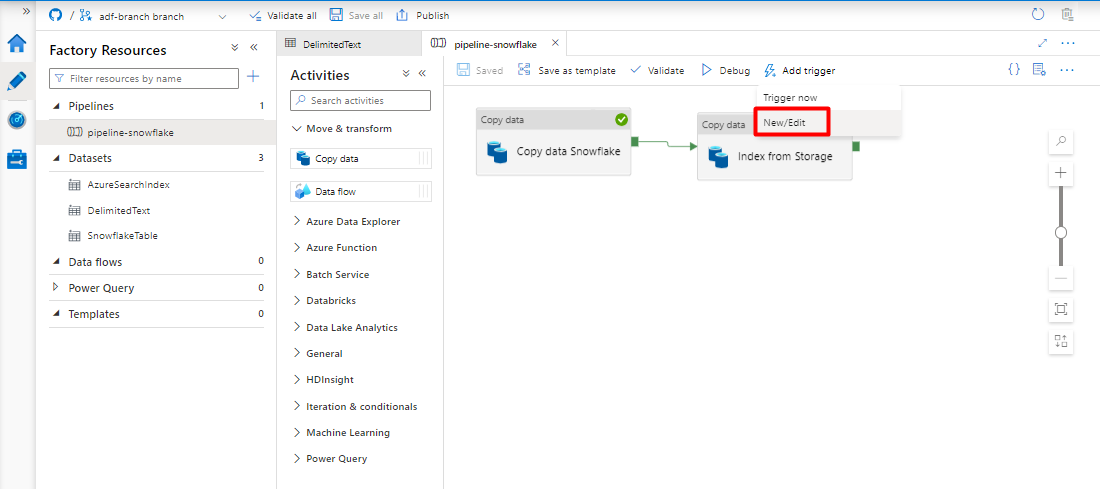 / adf-branch branch
Validate all
Save all
Publish
»
Factory Resources
Filter resources by name
Pipelines 1
pipeline-snowflake
Datasets 3
AzureSearchIndex
DelimitedText
SnowflakeTable
Data flows 0
Power Query 0
Templates 0
DelimitedText
pipeline-snowflake
Activities
Search activities
Move & transform
Copy data
Data flow
Azure Data Explorer
Azure Function
Batch Service
Databricks
Data Lake Analytics
General
HDInsight
Iteration & conditionals
Machine Learning
Power Query
Saved
Save as template
Validate
Debug
Add trigger
{}
Trigger now
New/Edit
Copy data
Copy data Snowflake
Copy data
Index from Storage